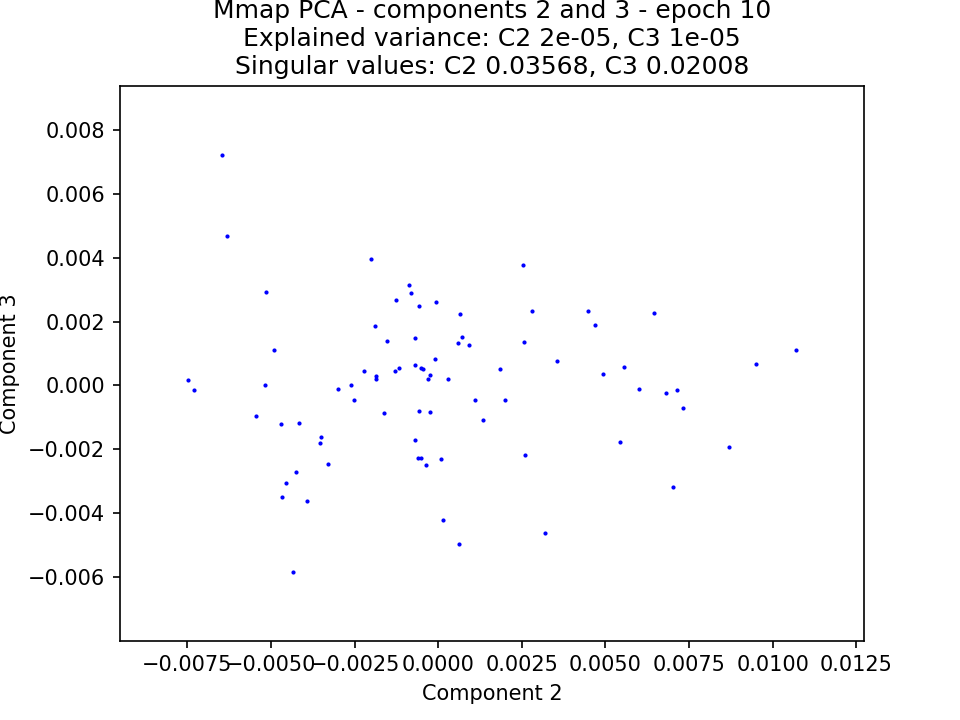 Mmap PCA - components 2 and 3 - epoch 10
Explained variance: C2 2e-05, C3 1e-05
Singular values: C2 0.03568, C3 0.02008
Component 3
0.008
0.006
0.004
0.002
0.000
−0.002
−0.004
−0.006
−0.0075 −0.0050 −0.0025 0.0000 0.0025 0.0050 0.0075 0.0100 0.0125
Component 2